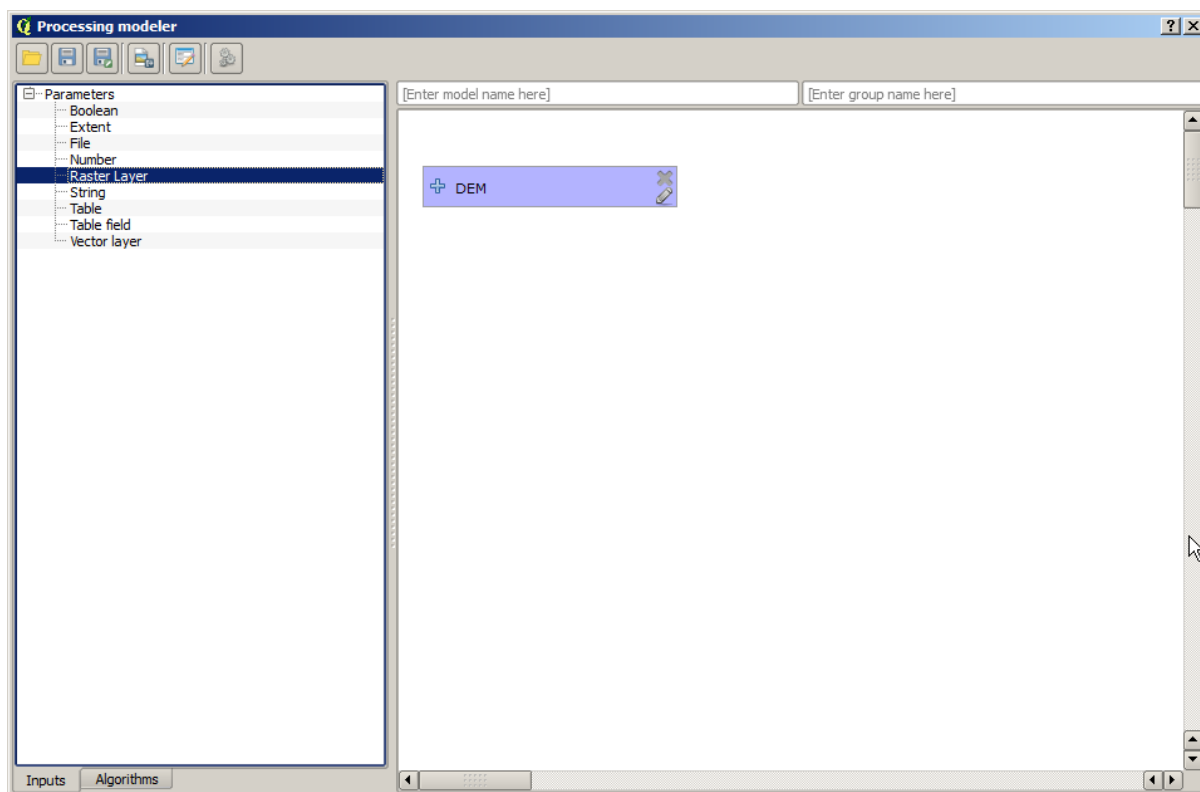 Processing modeler
Parameters
Boolean
Extent
File
Number
Raster Layer
String
Table
Table field
Vector layer
Inputs
Algorithms
[Enter model name here]
[Enter group name here]
DEM